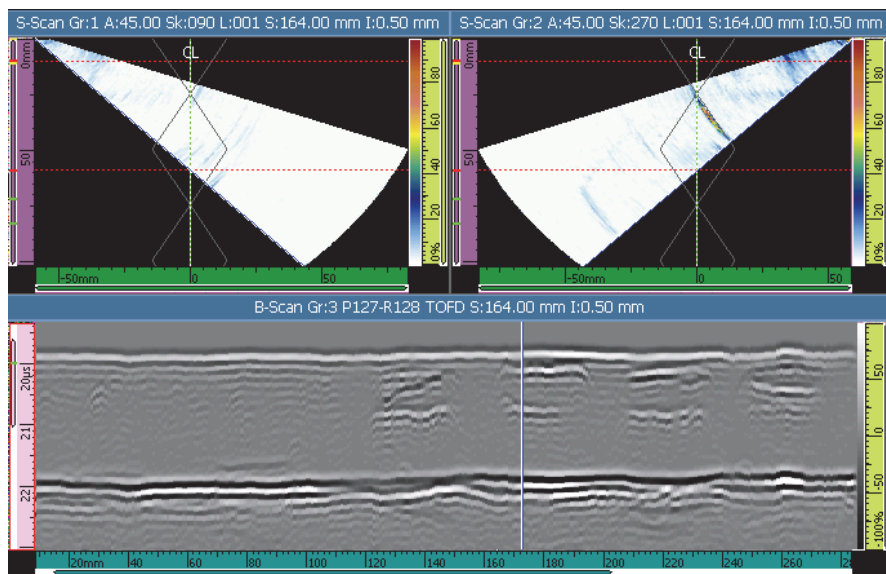 S-Scan Gr:1 A:45.00 Sk:090 L:001 S:164.00 mm I:0.50 mm
S-Scan Gr:2 A:45.00 Sk:270 L:001 S:164.00 mm I:0.50 mm
CL
0mm
50
-50mm 0 50
80
60
40
20
0%
CL
0mm
50
-50mm 0 50
80
60
40
20
0%
B-Scan Gr:3 P127-R128 TOFD S:164.00 mm I:0.50 mm
20µs
21
22
50
0
-50
-100%
20mm 40 60 80 100 120 140 160 180 200 220 240 260